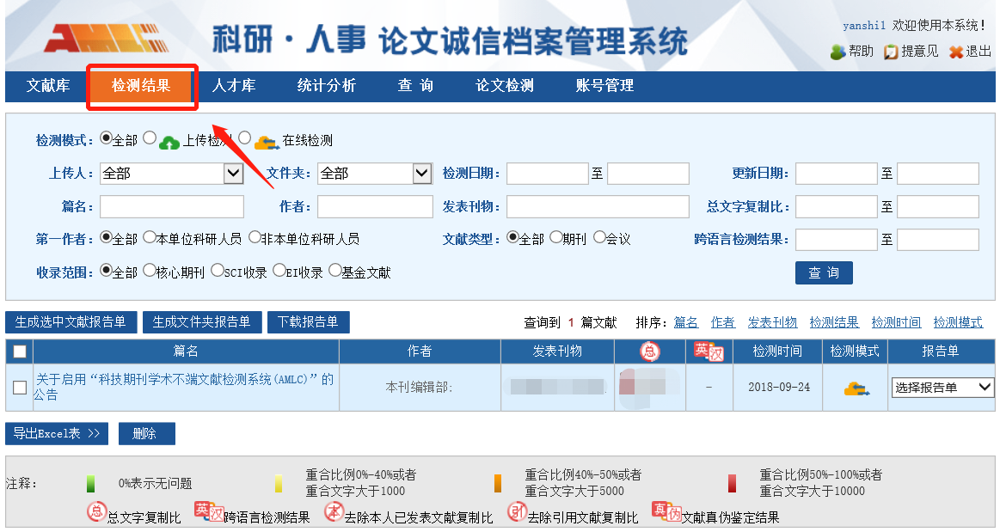 AMLC 科研·人事 论文诚信档案管理系统
yanshi1 欢迎使用本系统！
帮助 提意见 退出
文献库 检测结果 人才库 统计分析 查 询 论文检测 账号管理
检测模式： 全部 上传检测 在线检测
上传人： 全部 文件夹： 全部 检测日期： 至 更新日期： 至
篇名： 作者： 发表刊物： 总文字复制比： 至
第一作者： 全部 本单位科研人员 非本单位科研人员 文献类型： 全部 期刊 会议 跨语言检测结果： 至
收录范围： 全部 核心期刊 SCI收录 EI收录 基金文献 查 询
生成选中文献报告单 生成文件夹报告单 下载报告单 查询到 1 篇文献 排序： 篇名 作者 发表刊物 检测结果 检测时间 检测模式
篇名 作者 发表刊物 总 英汉 检测时间 检测模式 报告单
关于启用“科技期刊学术不端文献检测系统(AMLC)”的
公告
本刊编辑部: － 2018-09-24 选择报告单
导出Excel表 >> 删除
注释： 0%表示无问题
重合比例0%-40%或者
重合文字大于1000
重合比例40%-50%或者
重合文字大于5000
重合比例50%-100%或者
重合文字大于10000
总 总文字复制比 英汉 跨语言检测结果 本 去除本人已发表文献复制比 引 去除引用文献复制比 真伪 文献真伪鉴定结果